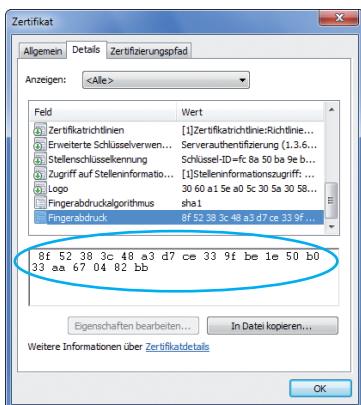 Zertifikat
Allgemein Details Zertifizierungspfad
Anzeigen: <Alle>
Feld Wert
Zertifikatrichtlinien [1]Zertifikatrichtlinie:Richtlinie...
Erweiterte Schlüsselverwen... Serverauthentifizierung (1.3.6...
Stellenschlüsselkennung Schlüssel-ID=fc 8a 50 ba 9e b...
Zugriff auf Stelleninformatio... [1]Stelleninformationszugriff: ...
Logo 30 60 a1 5e a0 5c 30 5a 30 58...
Fingerabdruckalgorithmus sha1
Fingerabdruck 8f 52 38 3c 48 a3 d7 ce 33 9f ...
8f 52 38 3c 48 a3 d7 ce 33 9f be 1e 50 b0
33 aa 67 04 82 bb
Eigenschaften bearbeiten... In Datei kopieren...
Weitere Informationen über Zertifikatdetails
OK